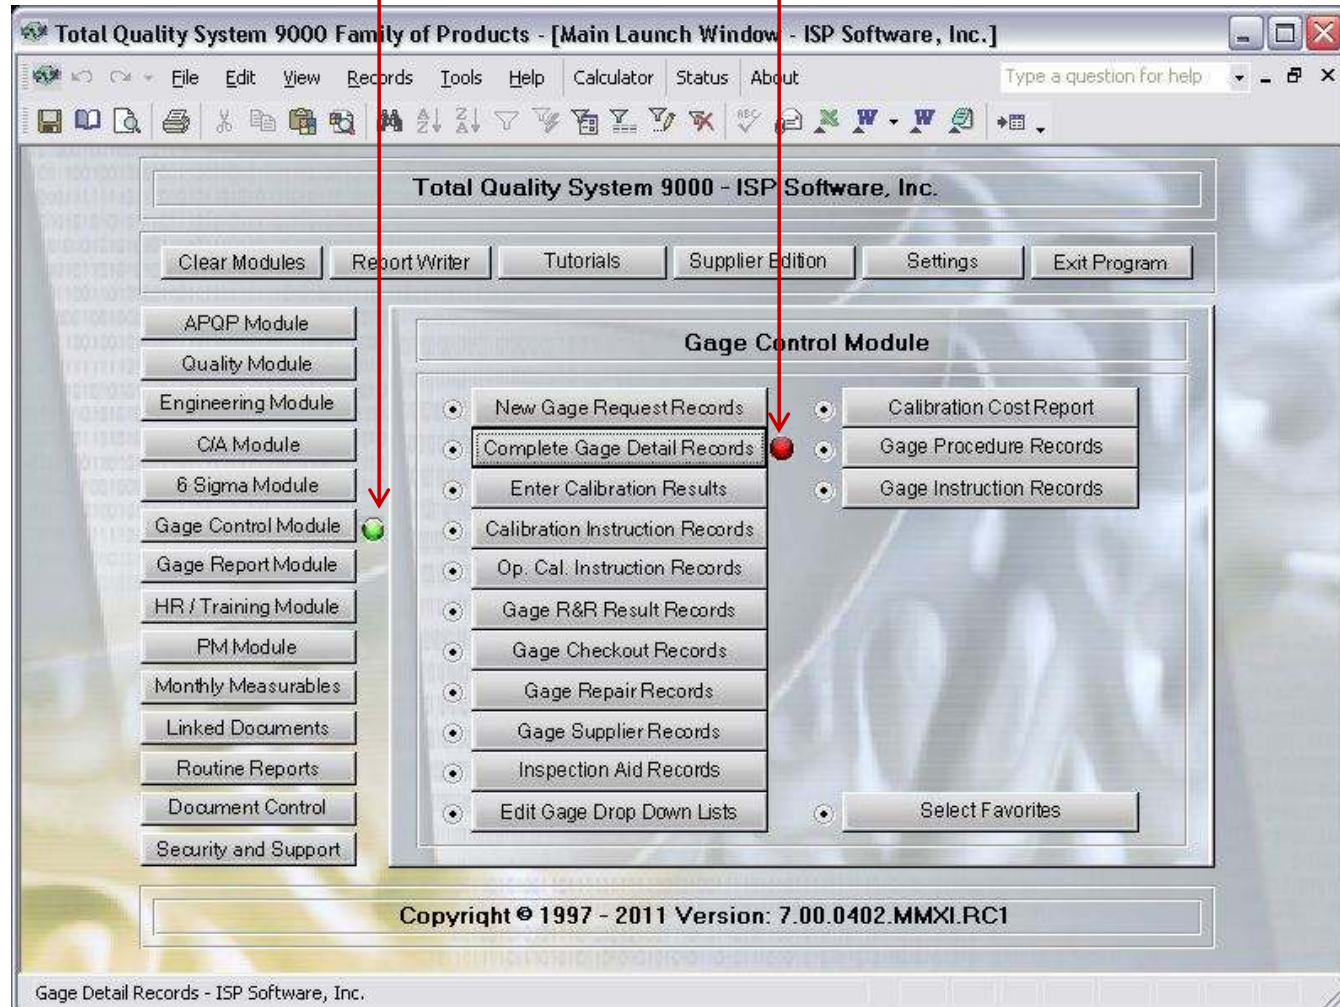 Total Quality System 9000 Family of Products - [Main Launch Window - ISP Software, Inc.]
File Edit View Records Tools Help Calculator Status About Type a question for help
Total Quality System 9000 - ISP Software, Inc.
Clear Modules Report Writer Tutorials Supplier Edition Settings Exit Program
APQP Module
Quality Module
Engineering Module
C/A Module
6 Sigma Module
Gage Control Module
Gage Report Module
HR / Training Module
PM Module
Monthly Measurables
Linked Documents
Routine Reports
Document Control
Security and Support
Gage Control Module
New Gage Request Records
Complete Gage Detail Records
Enter Calibration Results
Calibration Instruction Records
Op. Cal. Instruction Records
Gage R&R Result Records
Gage Checkout Records
Gage Repair Records
Gage Supplier Records
Inspection Aid Records
Edit Gage Drop Down Lists
Calibration Cost Report
Gage Procedure Records
Gage Instruction Records
Select Favorites
Copyright © 1997 - 2011 Version: 7.00.0402.MMXI.RC1
Gage Detail Records - ISP Software, Inc.